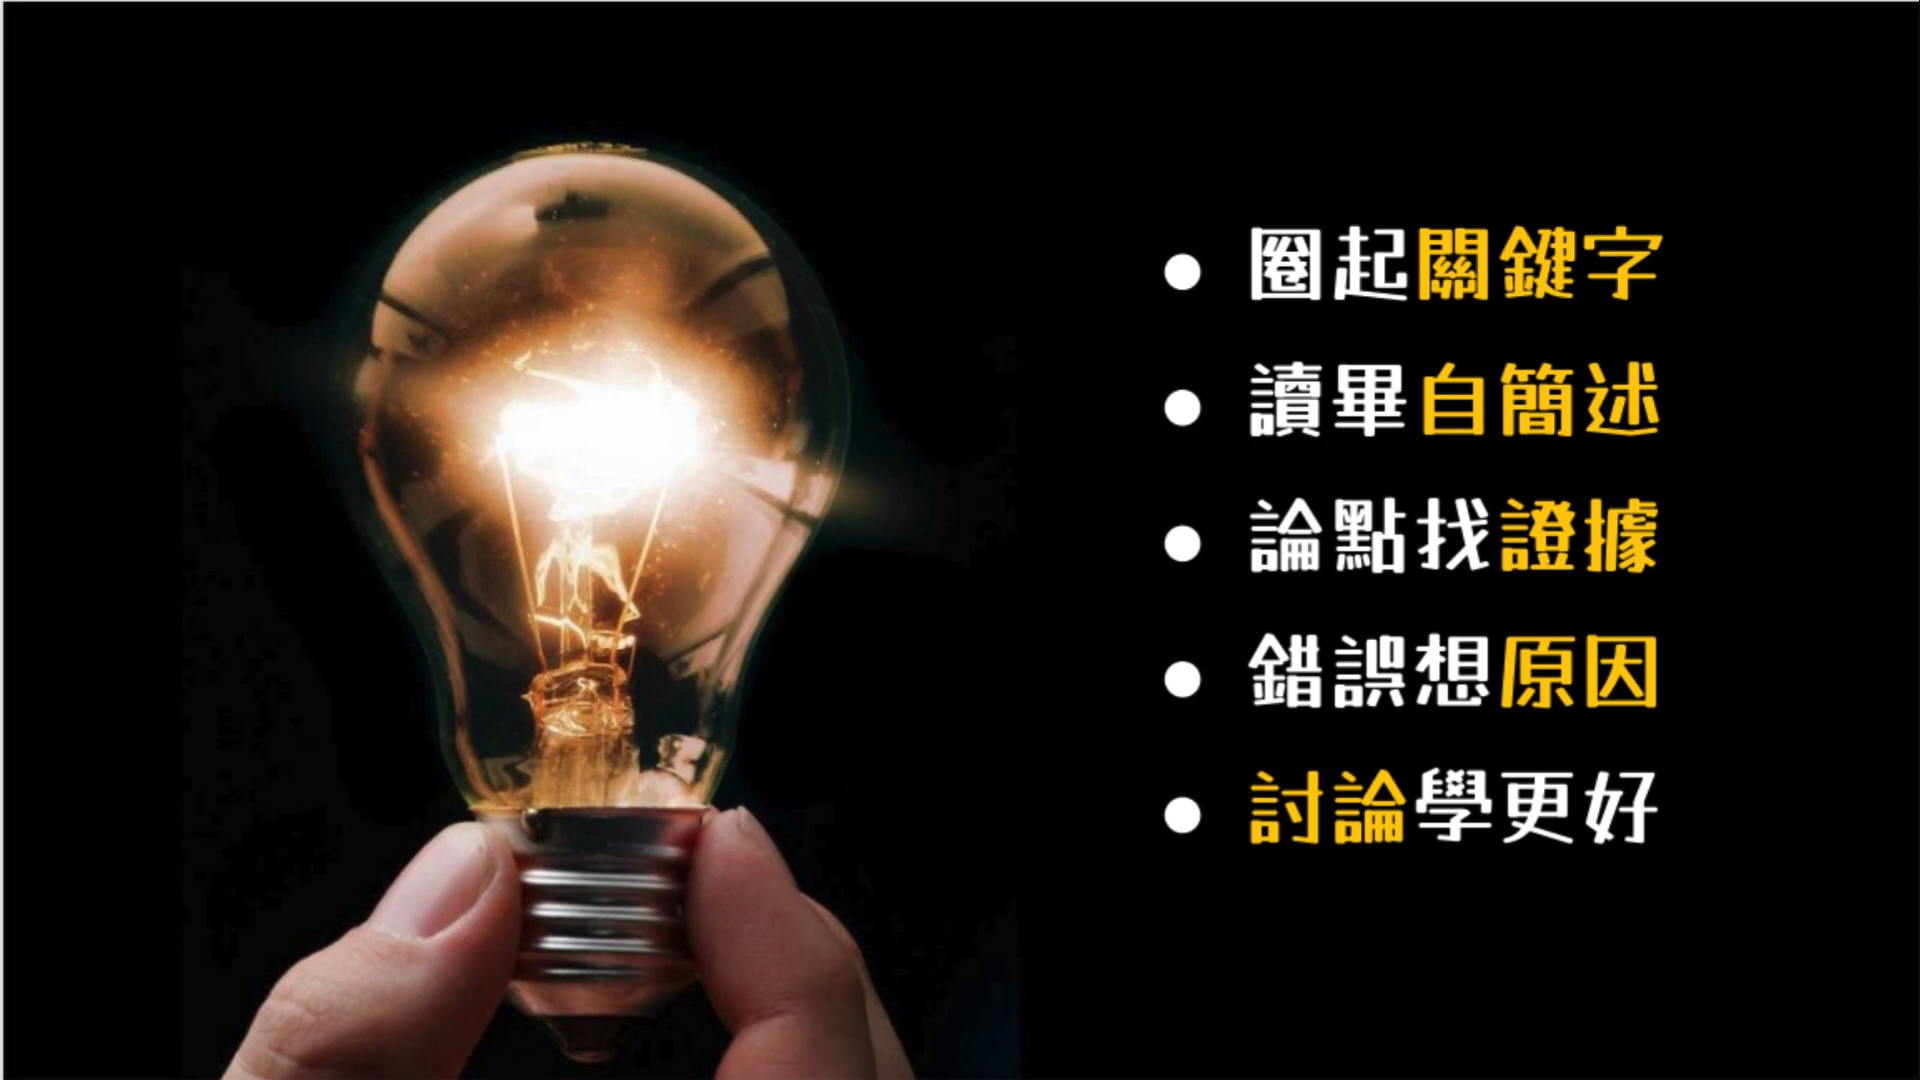 圈起關鍵字
讀畢自簡述
論點找證據
錯誤想原因
討論學更好